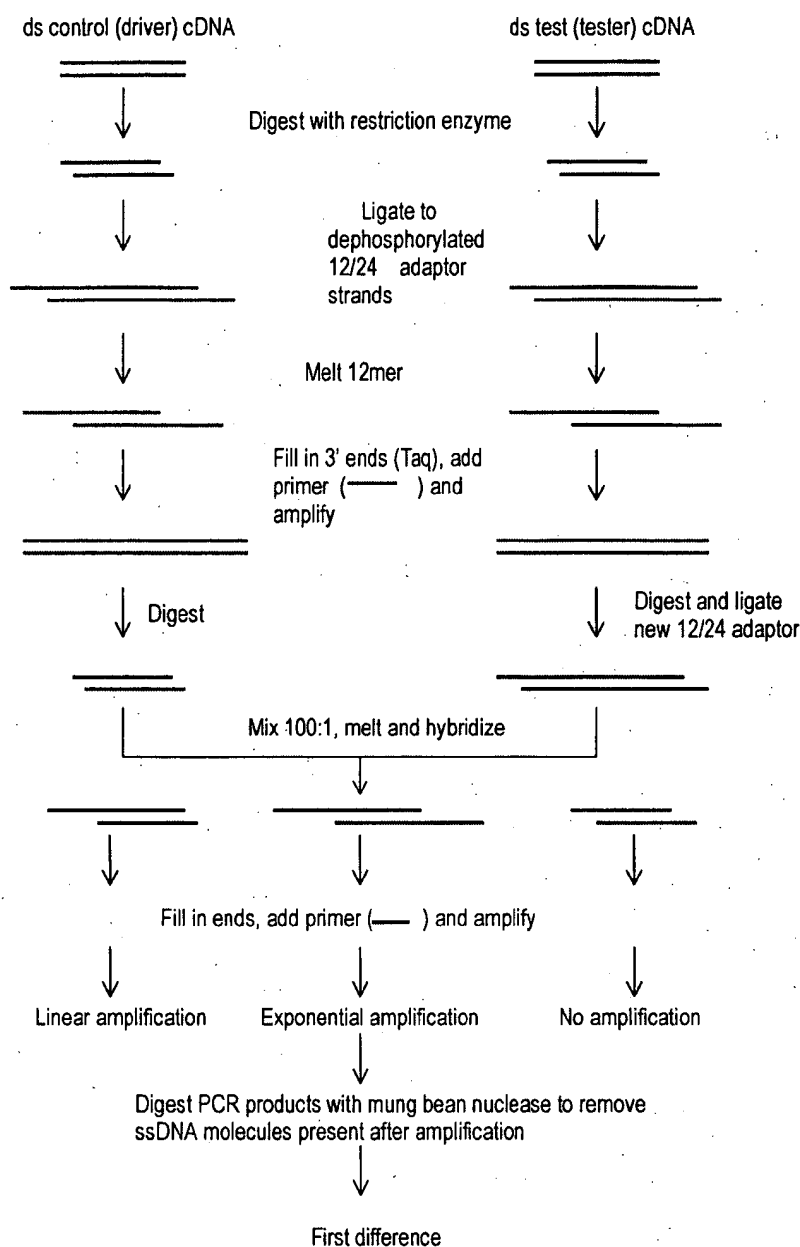 ds control (driver) cDNA
ds test (tester) cDNA
Digest with restriction enzyme
Ligate to
dephosphorylated
12/24 adaptor
strands
Melt 12mer
Fill in 3' ends (Taq), add
primer ( ) and
amplify
Digest
Digest and ligate
new 12/24 adaptor
Mix 100:1, melt and hybridize
Fill in ends, add primer ( ) and amplify
Linear amplification
Exponential amplification
No amplification
Digest PCR products with mung bean nuclease to remove
ssDNA molecules present after amplification
First difference